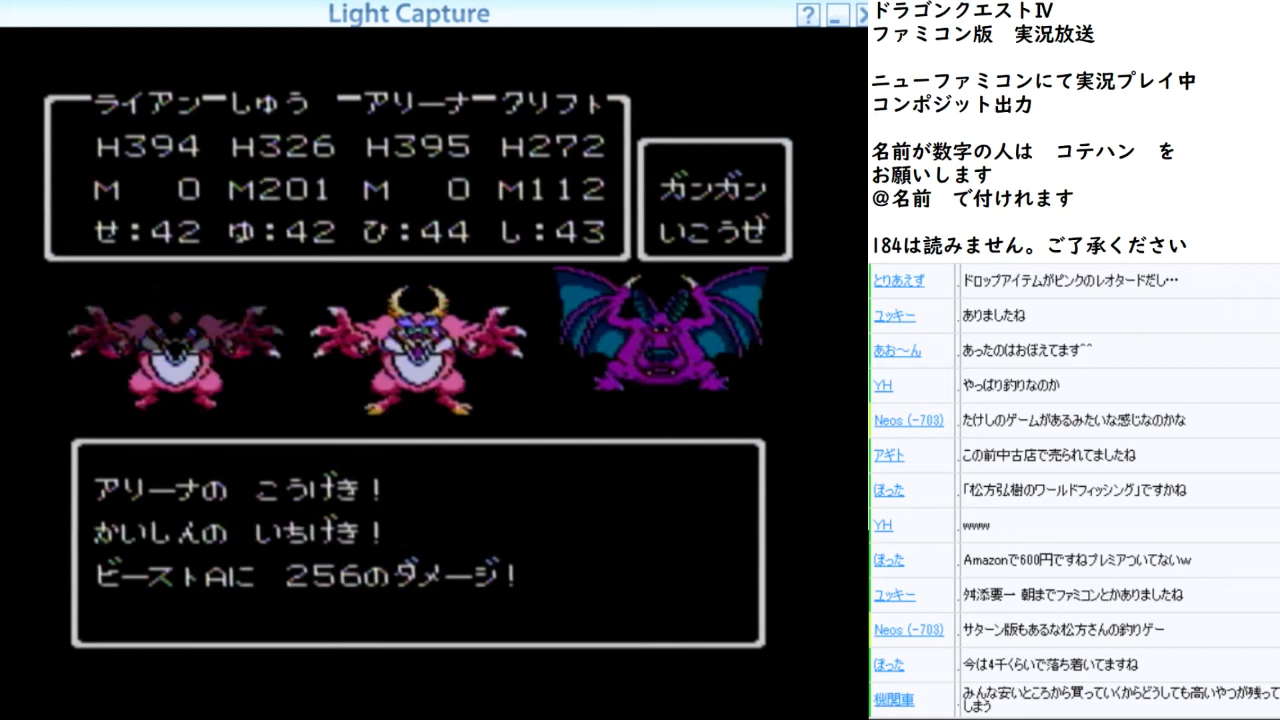 Light Capture
ライアン しゅう アリーナ クリフト
H394 H326 H395 H272
M 0 M201 M 0 M112
せ:42 ゆ:42 ひ:44 し:43
ガンガン
いこうぜ
アリーナの こうげき!
かいしんの いちげき!
ビーストAに 256のダメージ!
ドラゴンクエストⅣ
ファミコン版 実況放送
ニューファミコンにて実況プレイ中
コンポジット出力
名前が数字の人は コテハン を
お願いします
@名前 で付けれます
184は読みません。ご了承ください
とりあえず ドロップアイテムがピンクのレオタードだし…
ユッキー ありましたね
あお~ん あったのはおぼえてます^^
YH やっぱり釣りなのか
Neos (-703) たけしのゲームがあるみたいな感じなのかな
アギト この前中古店で売られてましたね
ぽった 「松方弘樹のワールドフィッシング」ですかね
YH www
ぽった Amazonで600円ですねプレミアついてないw
ユッキー 舛添要一 朝までファミコンとかありましたね
Neos (-703) サターン版もあるな松方さんの釣りゲー
ぽった 今は4千くらいで落ち着いてますね
機関車 みんな安いところから買っていくからどうしても高いやつが残って
しまう